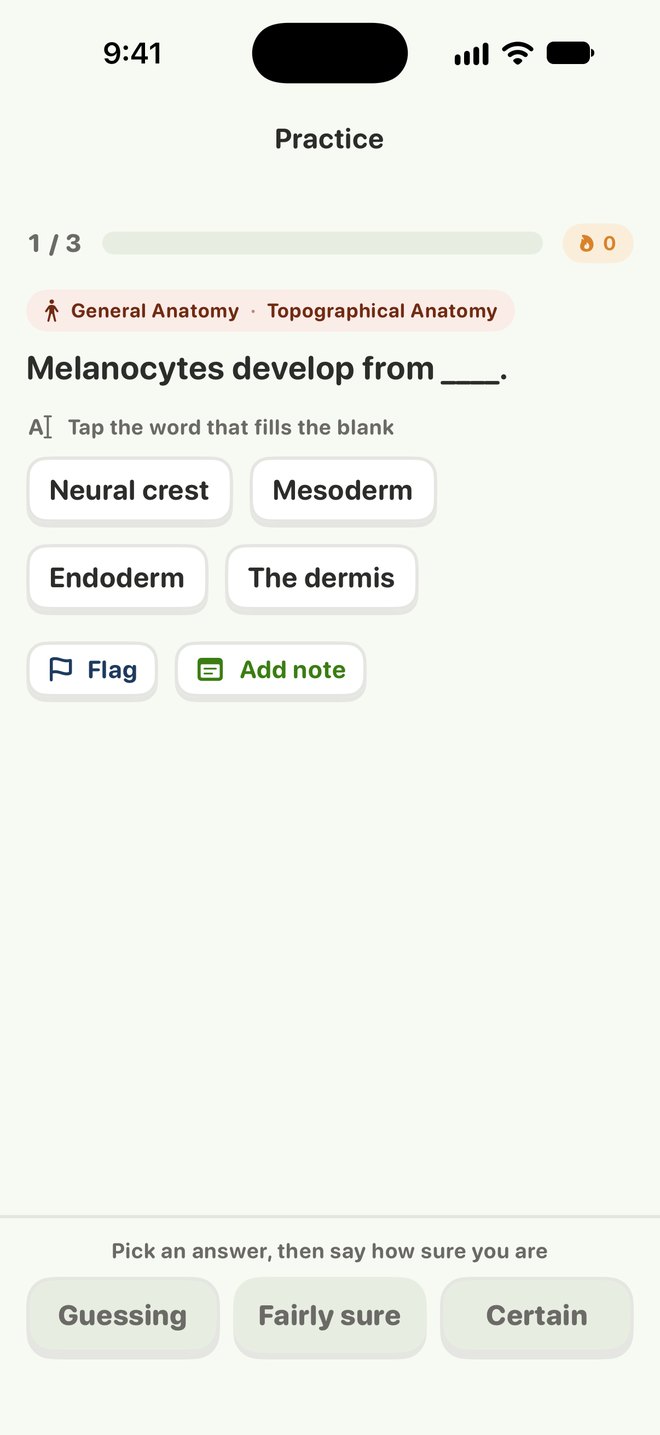 9:41
Practice
1 / 3
0
General Anatomy · Topographical Anatomy
Melanocytes develop from ____.
Tap the word that fills the blank
Neural crest
Mesoderm
Endoderm
The dermis
Flag
Add note
Pick an answer, then say how sure you are
Guessing
Fairly sure
Certain